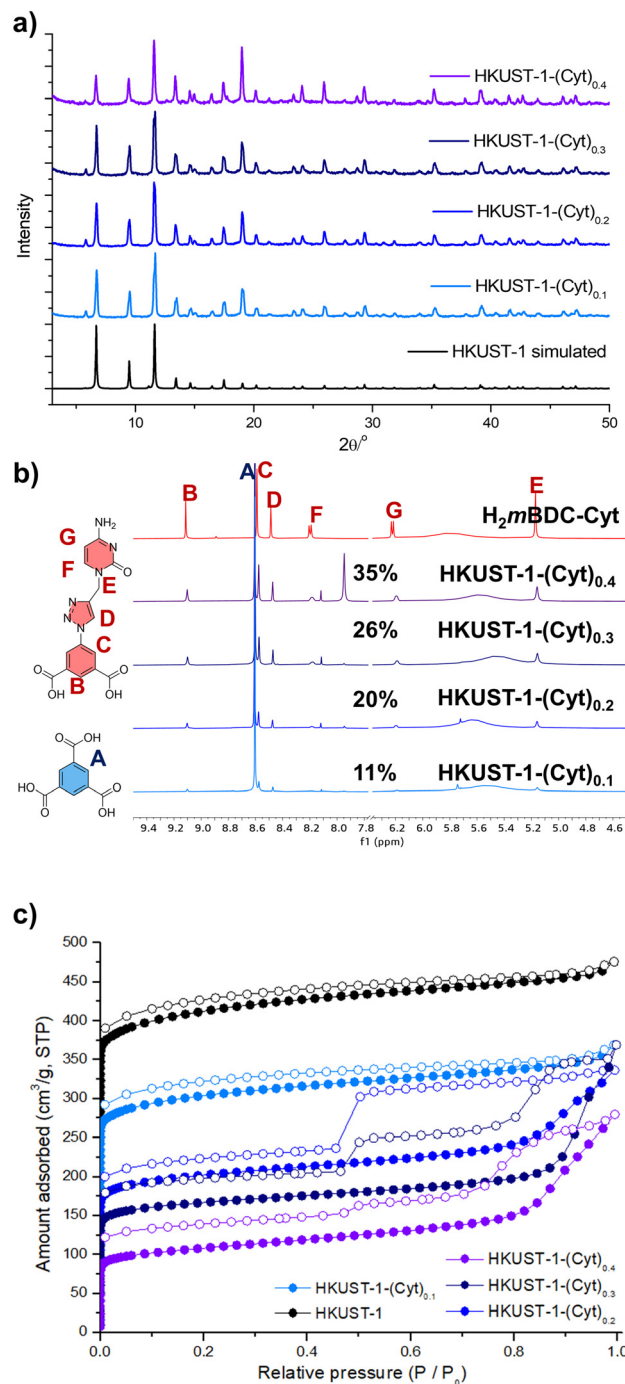 a)
HKUST-1-(Cyt)0.4
HKUST-1-(Cyt)0.3
HKUST-1-(Cyt)0.2
HKUST-1-(Cyt)0.1
HKUST-1 simulated
Intensity
10 20 30 40 50
2θ/°
b)
B A C D F G E H2mBDC-Cyt
35% HKUST-1-(Cyt)0.4
26% HKUST-1-(Cyt)0.3
20% HKUST-1-(Cyt)0.2
11% HKUST-1-(Cyt)0.1
NH2
G
N
F
N
O
E
N
N
N
D
C
O
O
OH
B
OH
OH
O
A
OH
O
O
OH
9.4 9.2 9.0 8.8 8.6 8.4 8.2 8.0 7.8 6.2 6.0 5.8 5.6 5.4 5.2 5.0 4.8 4.6
f1 (ppm)
c)
500
450
400
350
300
250
200
150
100
50
0
Amount adsorbed (cm3/g, STP)
HKUST-1-(Cyt)0.1
HKUST-1
HKUST-1-(Cyt)0.4
HKUST-1-(Cyt)0.3
HKUST-1-(Cyt)0.2
0.0 0.2 0.4 0.6 0.8 1.0
Relative pressure (P / P0)